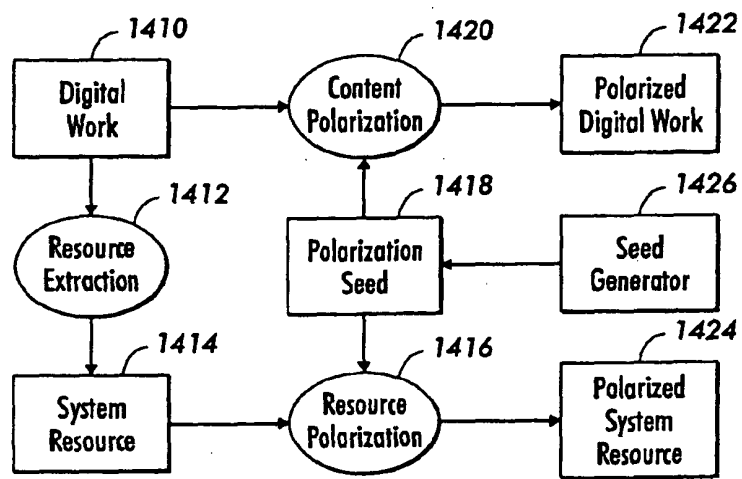 1410
1420
1422
Digital
Work
Content
Polarization
Polarized
Digital Work
1412
1418
1426
Resource
Extraction
Polarization
Seed
Seed
Generator
1414
1416
1424
System
Resource
Resource
Polarization
Polarized
System
Resource